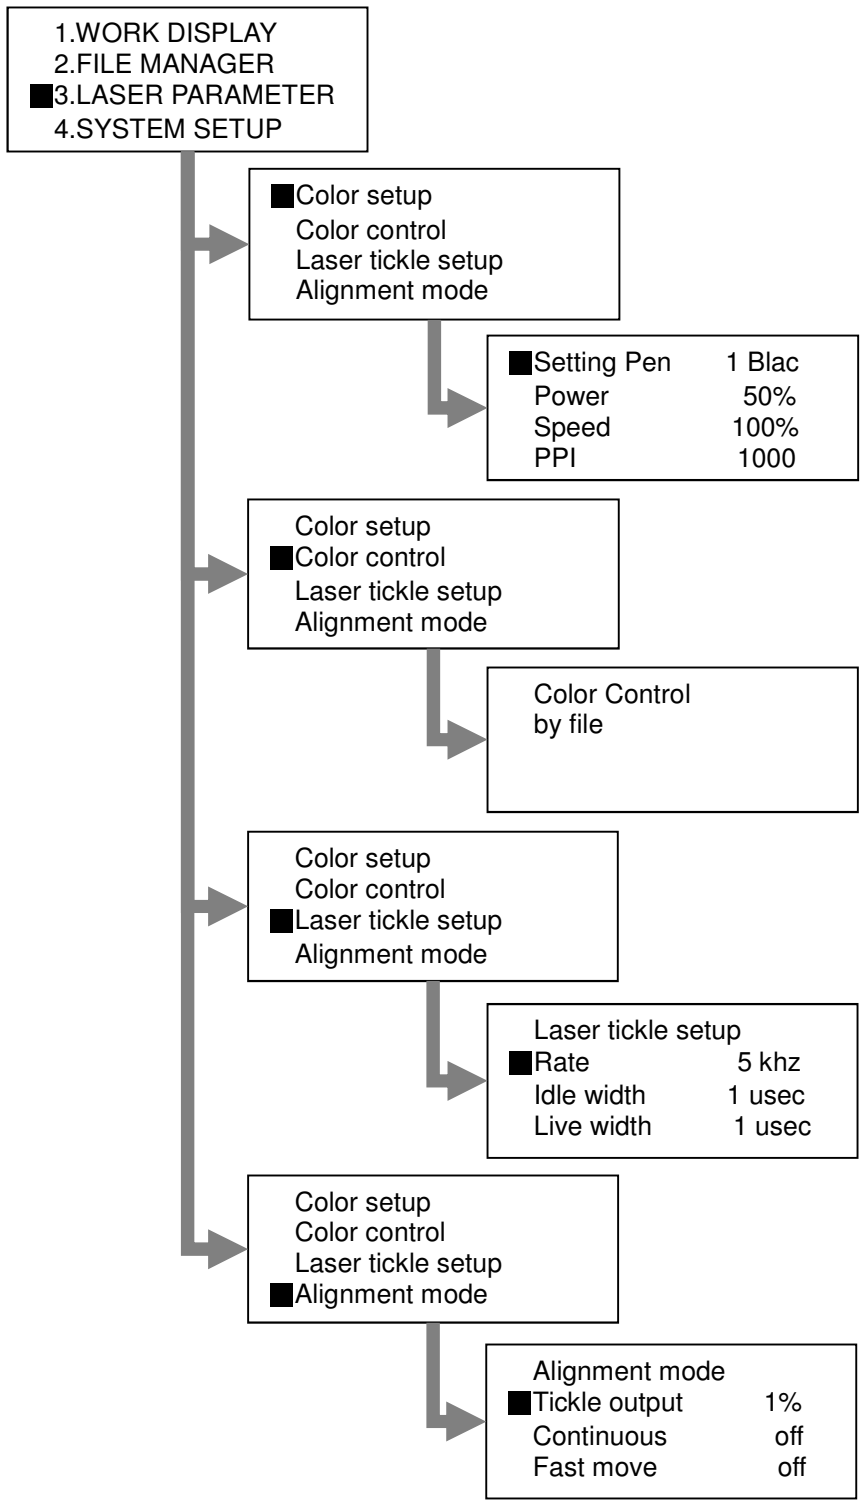 1.WORK DISPLAY
2.FILE MANAGER
3.LASER PARAMETER
4.SYSTEM SETUP
Color setup
Color control
Laser tickle setup
Alignment mode
Setting Pen 1 Blac
Power 50%
Speed 100%
PPI 1000
Color setup
Color control
Laser tickle setup
Alignment mode
Color Control
by file
Color setup
Color control
Laser tickle setup
Alignment mode
Laser tickle setup
Rate 5 khz
Idle width 1 usec
Live width 1 usec
Color setup
Color control
Laser tickle setup
Alignment mode
Alignment mode
Tickle output 1%
Continuous off
Fast move off